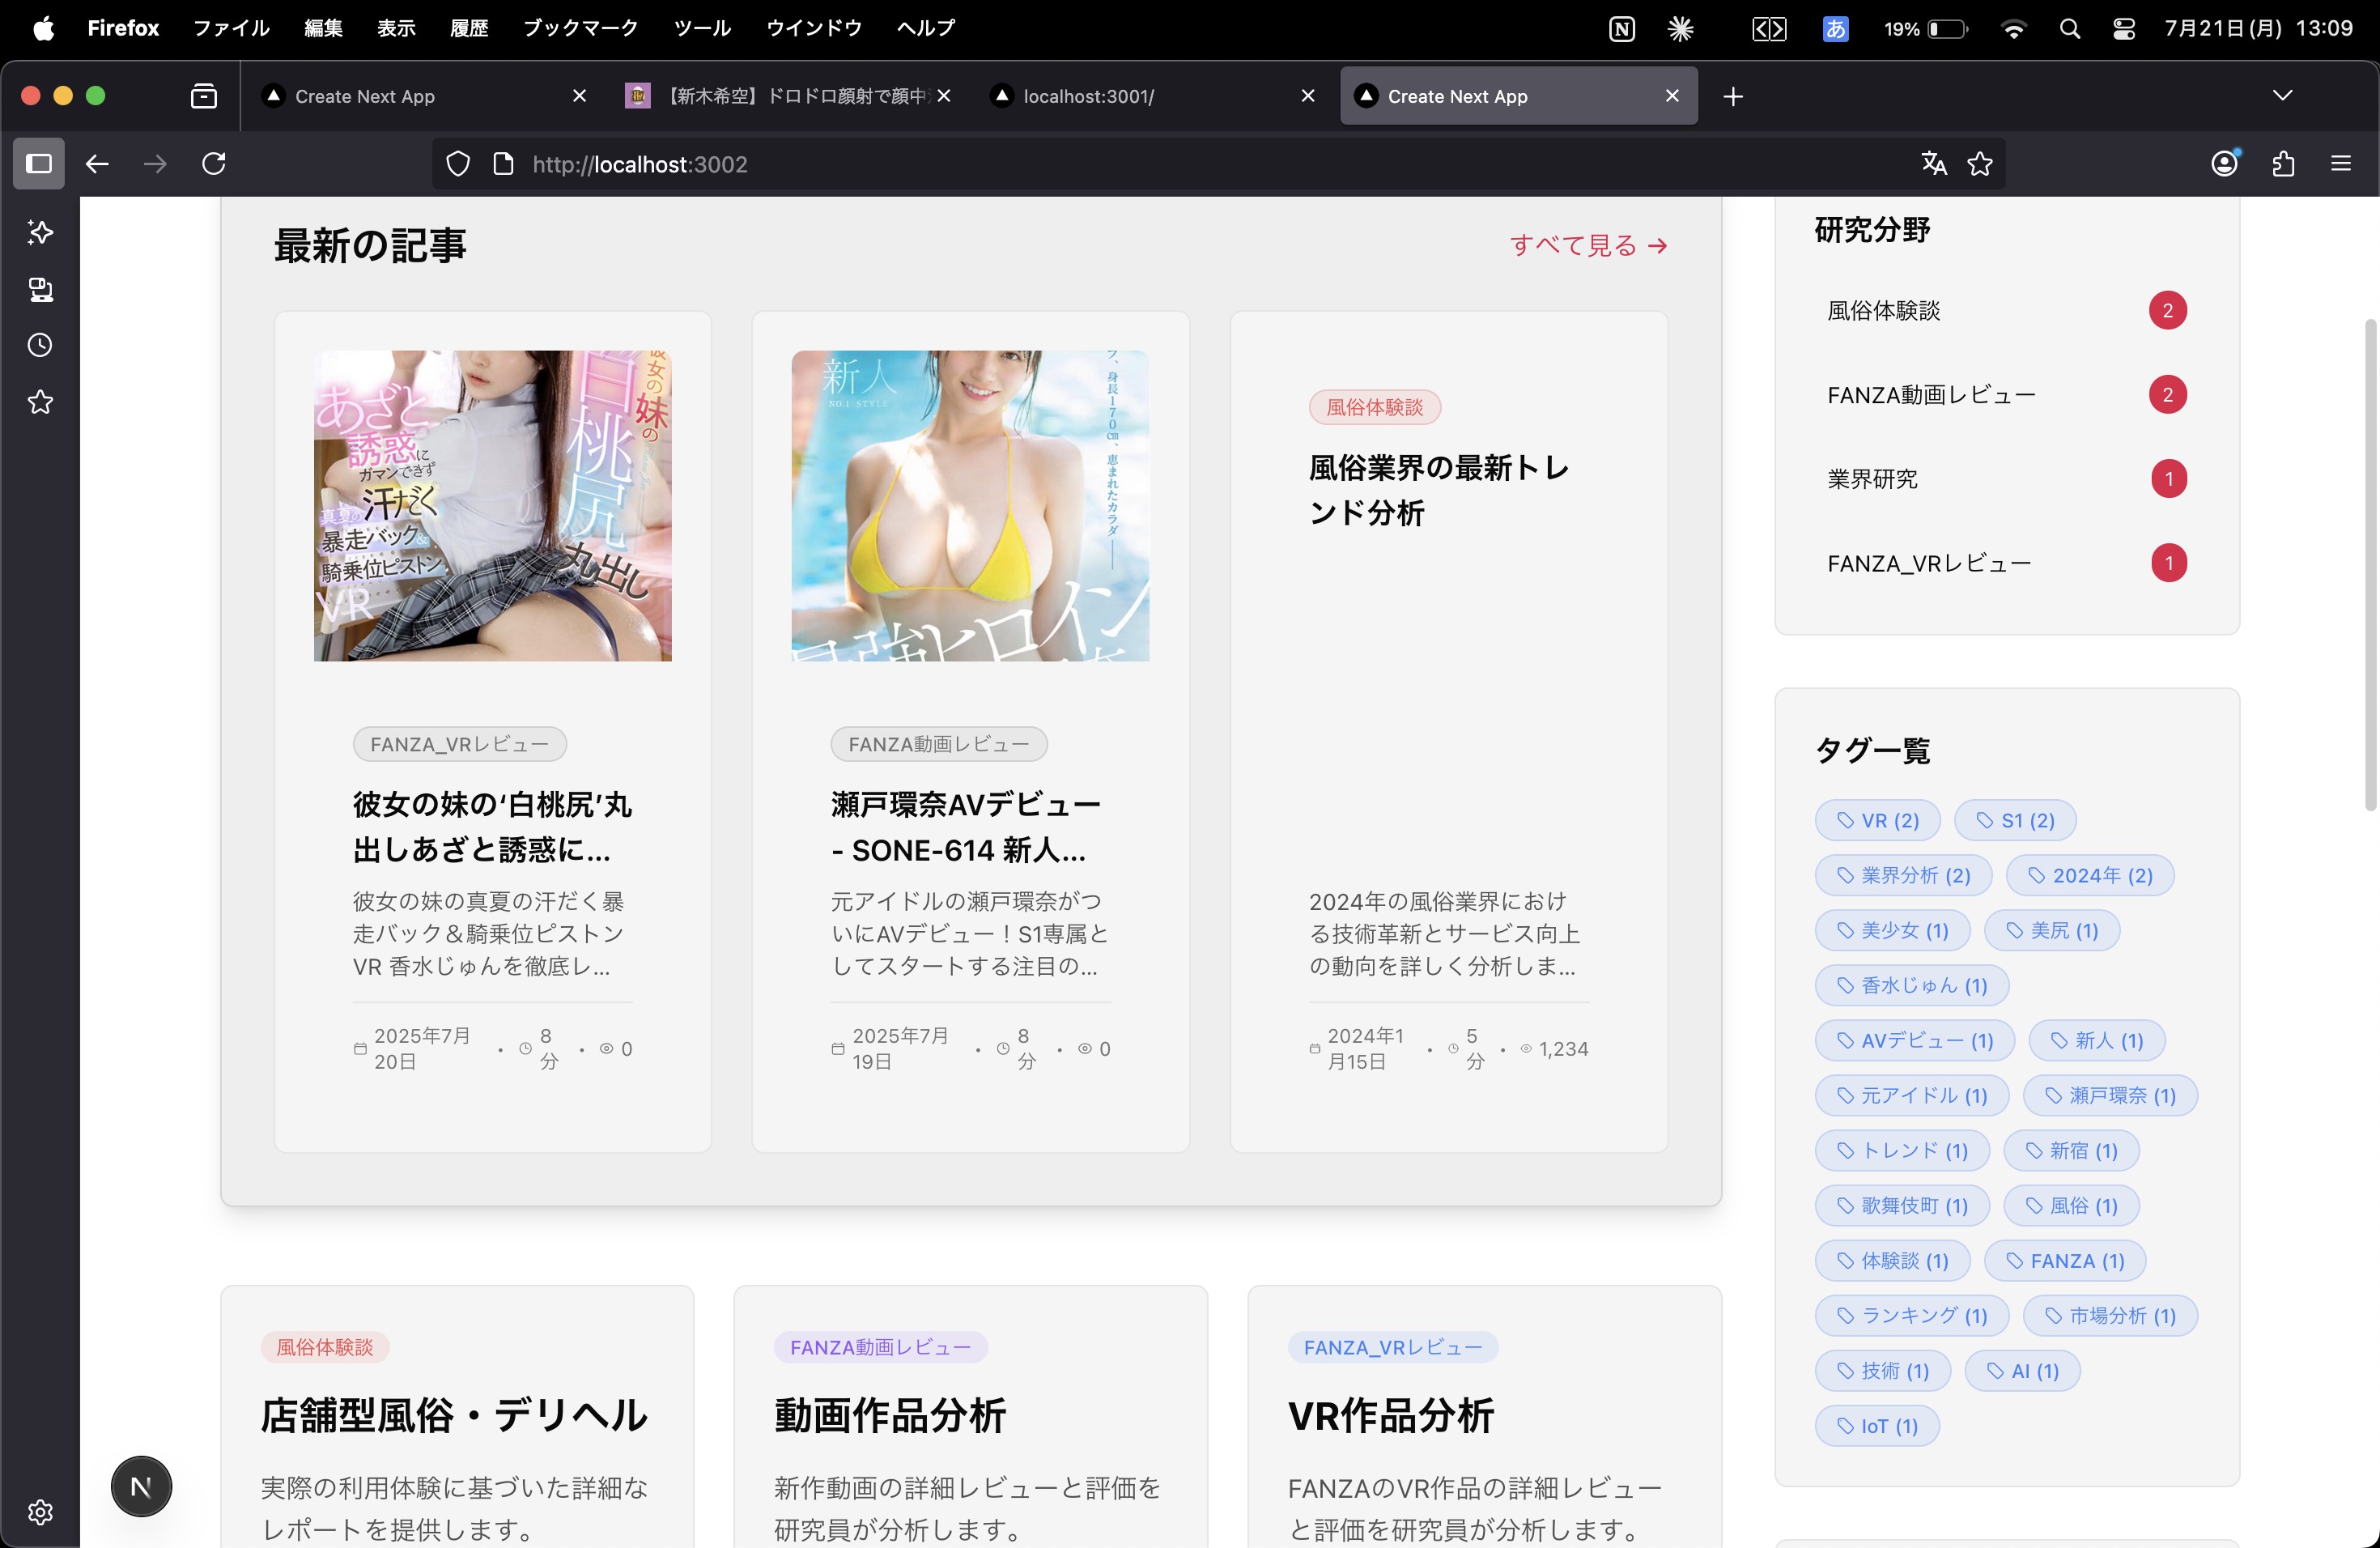 Firefox ファイル 編集 表示 履歴 ブックマーク ツール ウインドウ ヘルプ
あ 19% 7月21日(月) 13:09
Create Next App
【新木希空】ドロドロ顔射で顔中
localhost:3001/
Create Next App
http://localhost:3002
最新の記事
すべて見る →
彼女の妹の
白桃尻
丸出し
あざと
誘惑に
ガマンできず
汗だく
真夏の
暴走バック&
騎乗位ピストン
VR
FANZA_VRレビュー
彼女の妹の‘白桃尻’丸
出しあざと誘惑に...
彼女の妹の真夏の汗だく暴
走バック＆騎乗位ピストン
VR 香水じゅんを徹底レ...
2025年7月
20日
•
8
分
•
0
新人
NO.1 STYLE
身長170㎝、恵まれたカラダ――
最強ヒロイン
FANZA動画レビュー
瀬戸環奈AVデビュー
- SONE-614 新人...
元アイドルの瀬戸環奈がつ
いにAVデビュー！S1専属と
してスタートする注目の...
2025年7月
19日
•
8
分
•
0
風俗体験談
風俗業界の最新トレ
ンド分析
2024年の風俗業界におけ
る技術革新とサービス向上
の動向を詳しく分析しま...
2024年1
月15日
•
5
分
•
1,234
風俗体験談
店舗型風俗・デリヘル
実際の利用体験に基づいた詳細な
レポートを提供します。
FANZA動画レビュー
動画作品分析
新作動画の詳細レビューと評価を
研究員が分析します。
FANZA_VRレビュー
VR作品分析
FANZAのVR作品の詳細レビュー
と評価を研究員が分析します。
研究分野
風俗体験談 2
FANZA動画レビュー 2
業界研究 1
FANZA_VRレビュー 1
タグ一覧
VR (2) S1 (2)
業界分析 (2) 2024年 (2)
美少女 (1) 美尻 (1)
香水じゅん (1)
AVデビュー (1) 新人 (1)
元アイドル (1) 瀬戸環奈 (1)
トレンド (1) 新宿 (1)
歌舞伎町 (1) 風俗 (1)
体験談 (1) FANZA (1)
ランキング (1) 市場分析 (1)
技術 (1) AI (1)
IoT (1)
N